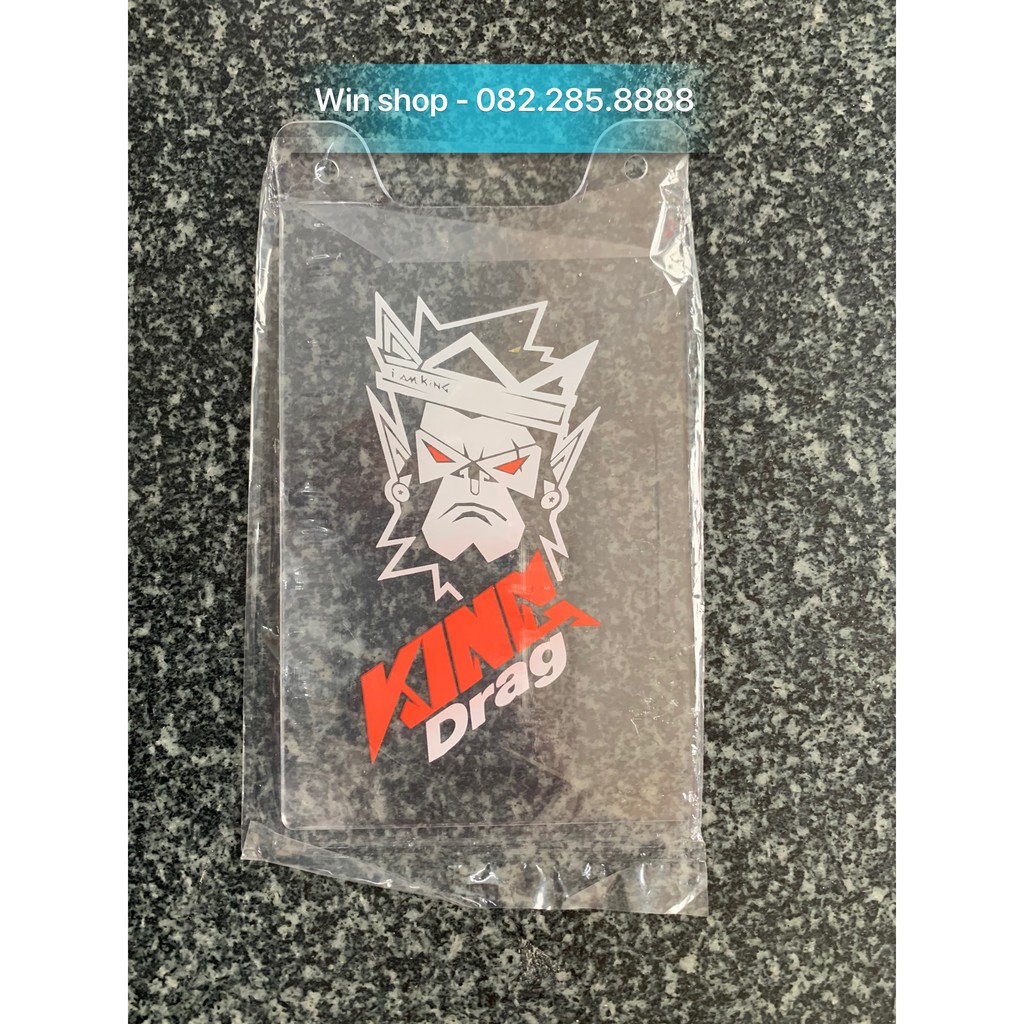 Win shop - 082.285.8888
i AM KiNG
KING
Drag